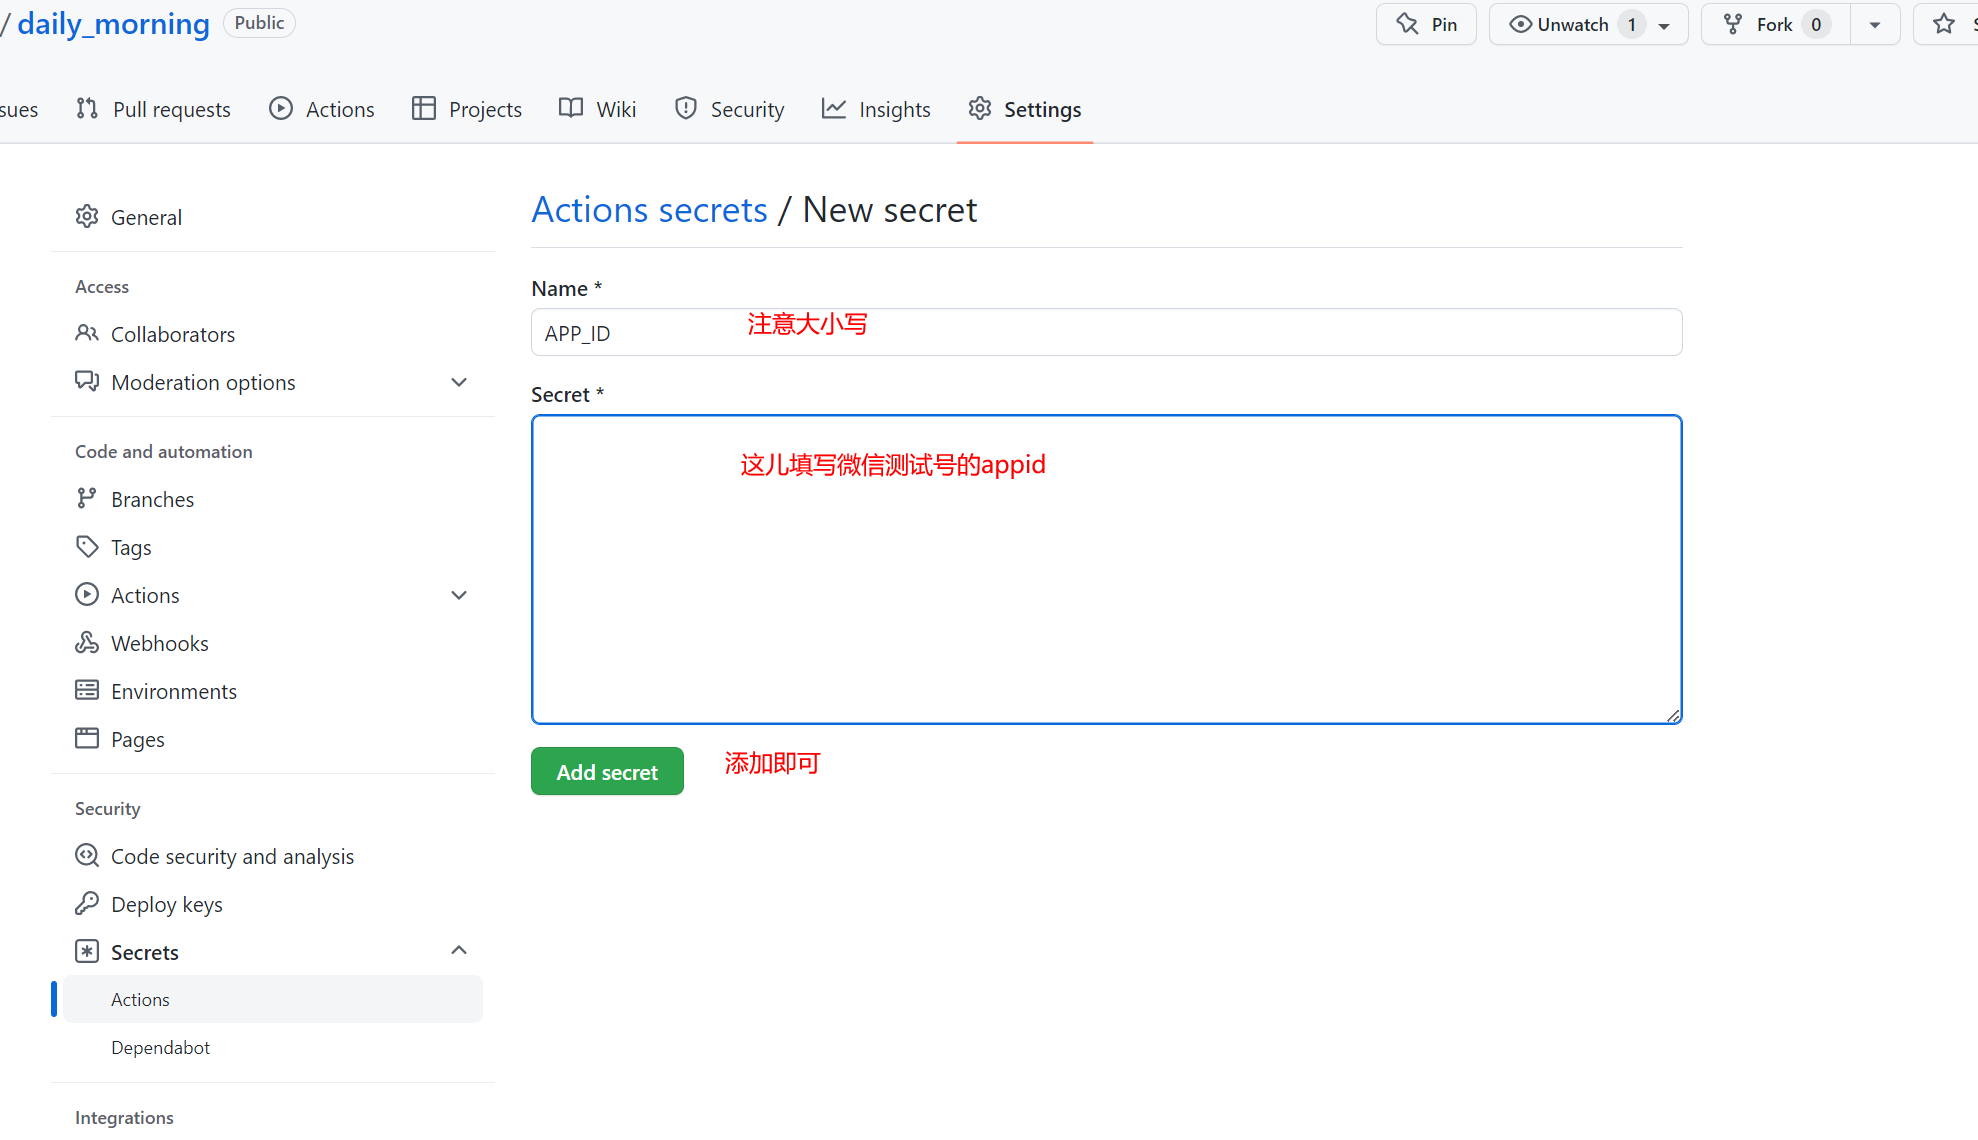 / daily_morning Public Pin Unwatch 1 Fork 0 S
sues Pull requests Actions Projects Wiki Security Insights Settings
General
Access
Collaborators
Moderation options
Code and automation
Branches
Tags
Actions
Webhooks
Environments
Pages
Security
Code security and analysis
Deploy keys
Secrets
Actions
Dependabot
Integrations
Actions secrets / New secret
Name *
APP_ID 注意大小写
Secret *
这儿填写微信测试号的appid
Add secret 添加即可